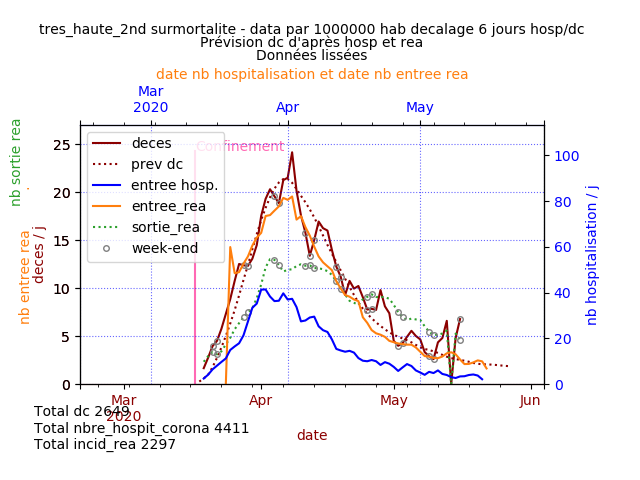 tres_haute_2nd surmortalite - data par 1000000 hab decalage 6 jours hosp/dc
Prévision dc d'après hosp et rea
Données lissées
date nb hospitalisation et date nb entree rea
Mar
2020
Apr
May
Confinement
deces
prev dc
entree hosp.
entree_rea
sortie_rea
week-end
nb sortie rea
nb entree rea
deces / j
nb hospitalisation / j
25
20
15
10
5
0
100
80
60
40
20
0
Mar
2020
Apr
May
Jun
date
Total dc 2649
Total nbre_hospit_corona 4411
Total incid_rea 2297